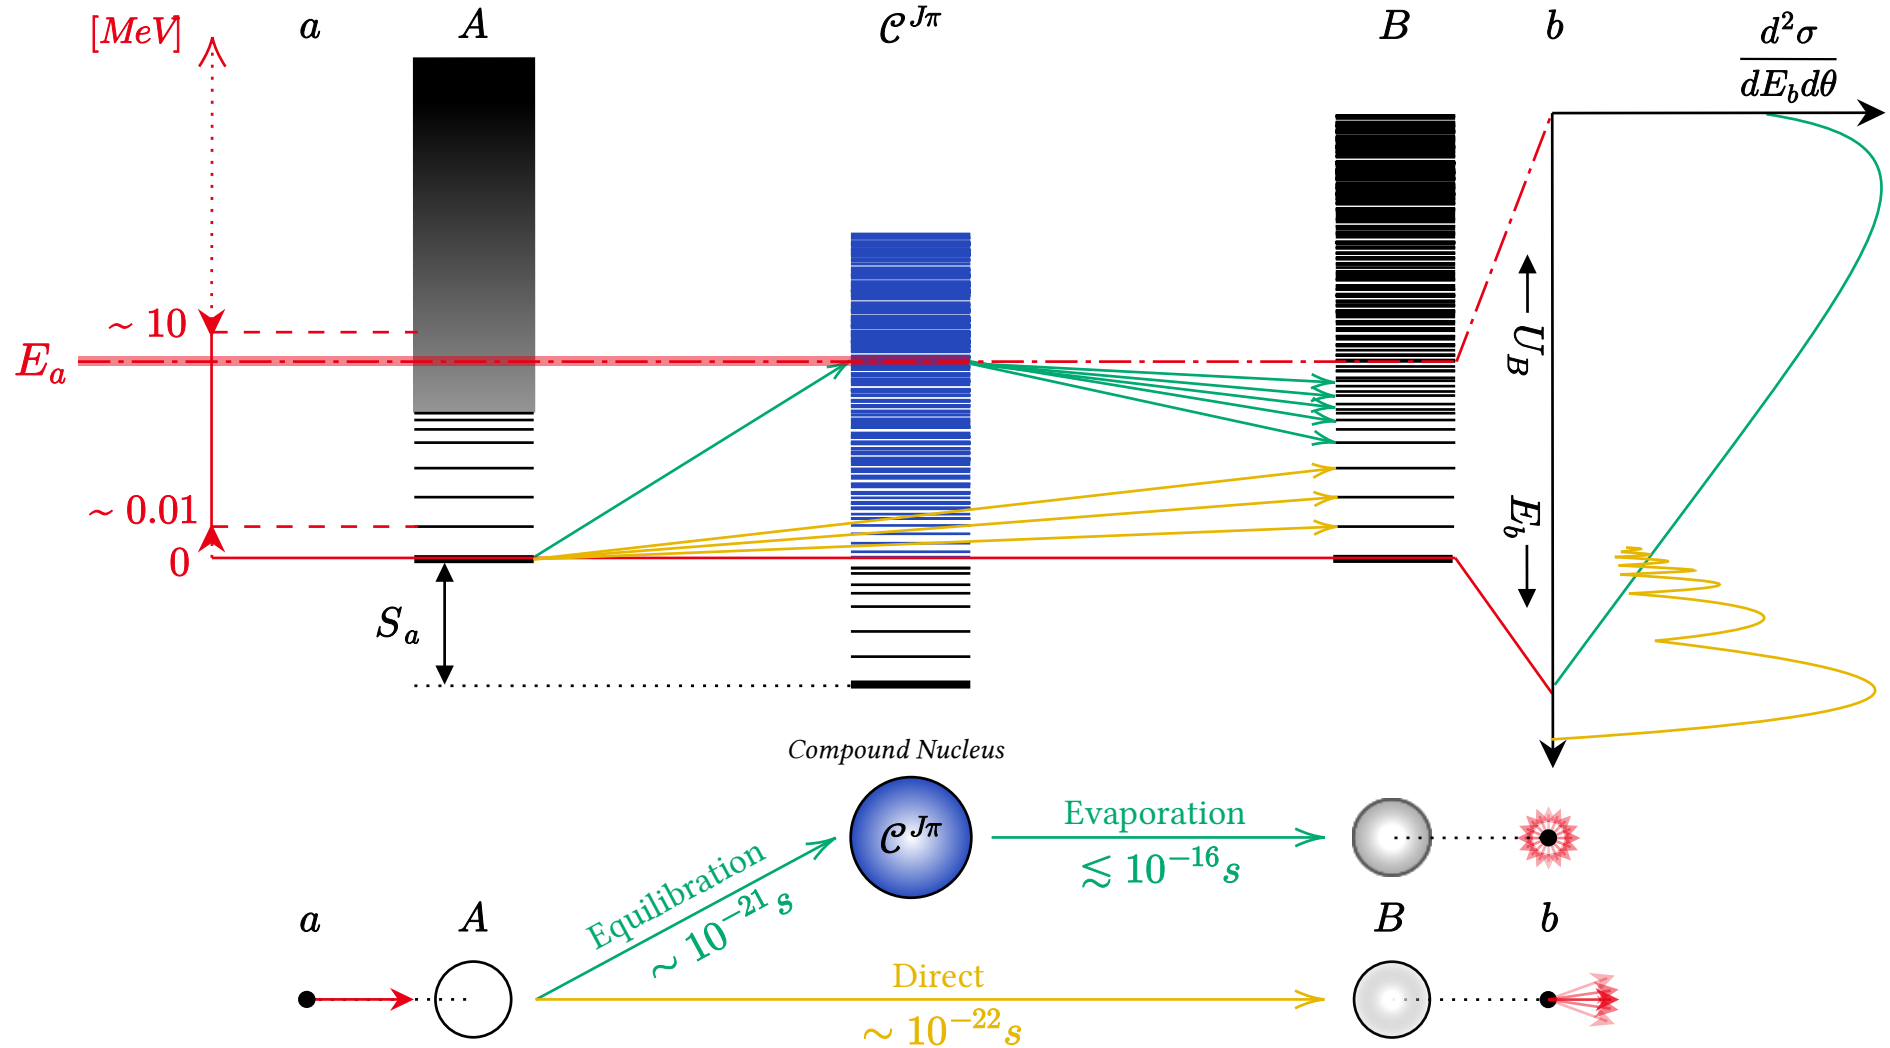 [MeV]
a
A
𝒞^{Jπ}
B
b
d²σ
dE_b dθ
~ 10
E_a
U_B
~ 0.01
E_b
0
S_a
Compound Nucleus
𝒞^{Jπ}
Evaporation
≲ 10⁻¹⁶ s
Equilibration
~ 10⁻²¹ s
a
A
B
b
Direct
~ 10⁻²² s